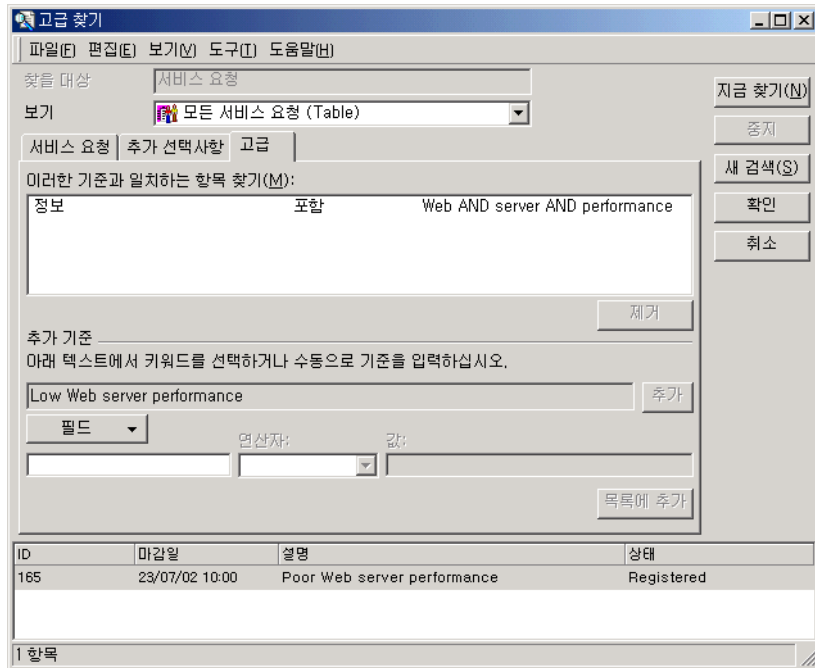 고급 찾기
파일(F) 편집(E) 보기(V) 도구(T) 도움말(H)
찾을 대상 서비스 요청
보기 모든 서비스 요청 (Table)
지금 찾기(N)
중지
새 검색(S)
확인
취소
서비스 요청 추가 선택사항 고급
이러한 기준과 일치하는 항목 찾기(M):
정보 포함 Web AND server AND performance
제거
추가 기준
아래 텍스트에서 키워드를 선택하거나 수동으로 기준을 입력하십시오.
Low Web server performance 추가
필드 연산자: 값:
목록에 추가
ID 마감일 설명 상태
165 23/07/02 10:00 Poor Web server performance Registered
1 항목